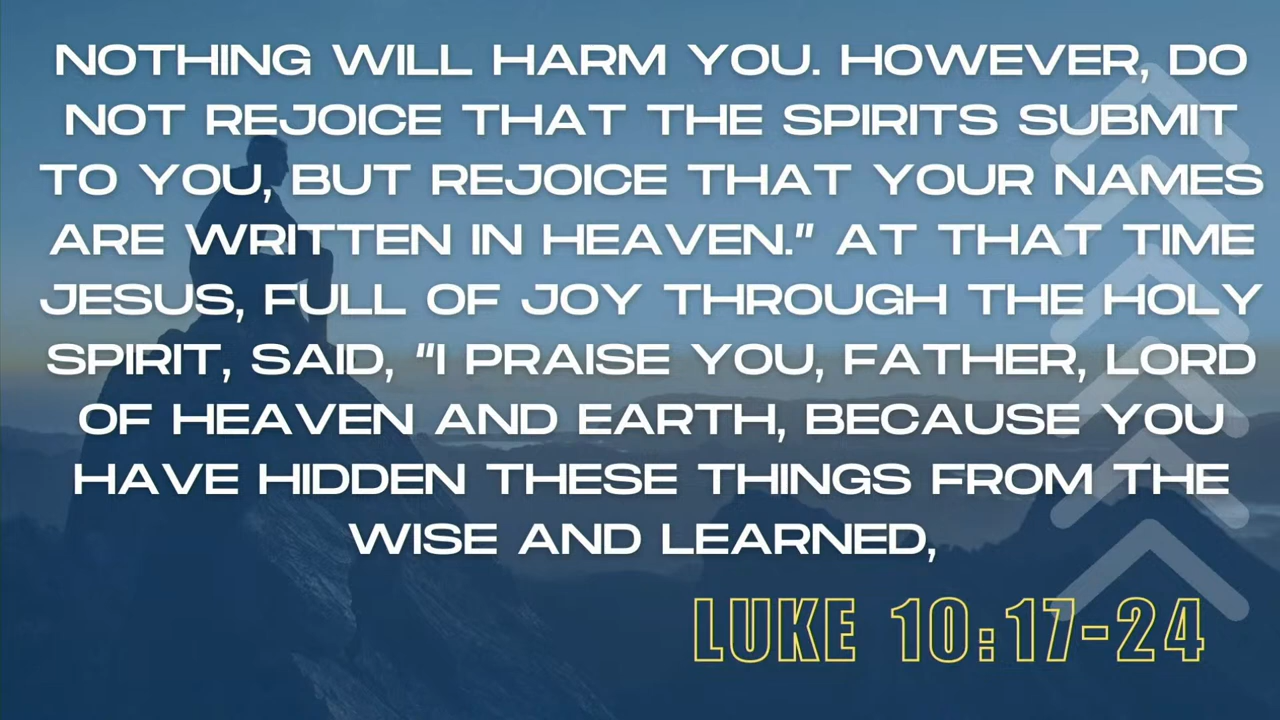 NOTHING WILL HARM YOU. HOWEVER, DO
NOT REJOICE THAT THE SPIRITS SUBMIT
TO YOU, BUT REJOICE THAT YOUR NAMES
ARE WRITTEN IN HEAVEN." AT THAT TIME
JESUS, FULL OF JOY THROUGH THE HOLY
SPIRIT, SAID, "I PRAISE YOU, FATHER, LORD
OF HEAVEN AND EARTH, BECAUSE YOU
HAVE HIDDEN THESE THINGS FROM THE
WISE AND LEARNED,
LUKE 10:17-24